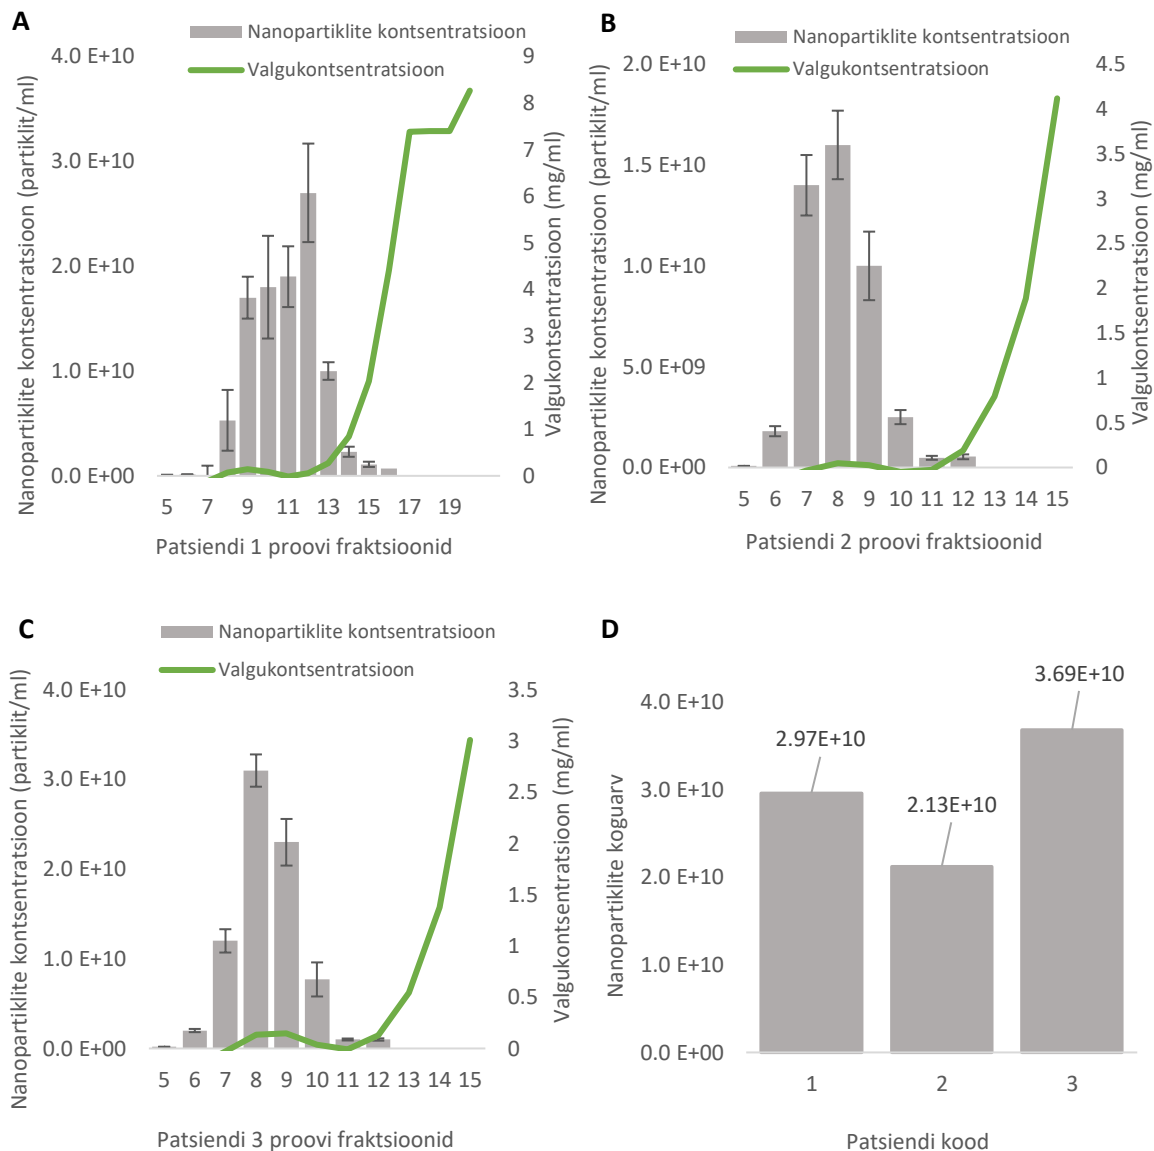 A
Nanopartiklite kontsentratsioon
Valgukontsentratsioon
Nanopartiklite kontsentratsioon (partiklit/ml)
4.0 E+10
3.0 E+10
2.0 E+10
1.0 E+10
0.0 E+00
9
8
7
6
5
4
3
2
1
0
Valgukontsentratsioon (mg/ml)
5 7 9 11 13 15 17 19
Patsiendi 1 proovi fraktsioonid
B
Nanopartiklite kontsentratsioon
Valgukontsentratsioon
Nanopartiklite kontsentratsioon (partiklit/ml)
2.0 E+10
1.5 E+10
1.0 E+10
5.0 E+09
0.0 E+00
4.5
4
3.5
3
2.5
2
1.5
1
0.5
0
Valgukontsentratsioon (mg/ml)
5 6 7 8 9 10 11 12 13 14 15
Patsiendi 2 proovi fraktsioonid
C
Nanopartiklite kontsentratsioon
Valgukontsentratsioon
Nanopartiklite kontsentratsioon (partiklit/ml)
4.0 E+10
3.0 E+10
2.0 E+10
1.0 E+10
0.0 E+00
3.5
3
2.5
2
1.5
1
0.5
0
Valgukontsentratsioon (mg/ml)
5 6 7 8 9 10 11 12 13 14 15
Patsiendi 3 proovi fraktsioonid
D
Nanopartiklite koguarv
4.0 E+10
3.0 E+10
2.0 E+10
1.0 E+10
0.0 E+00
2.97E+10
2.13E+10
3.69E+10
1 2 3
Patsiendi kood